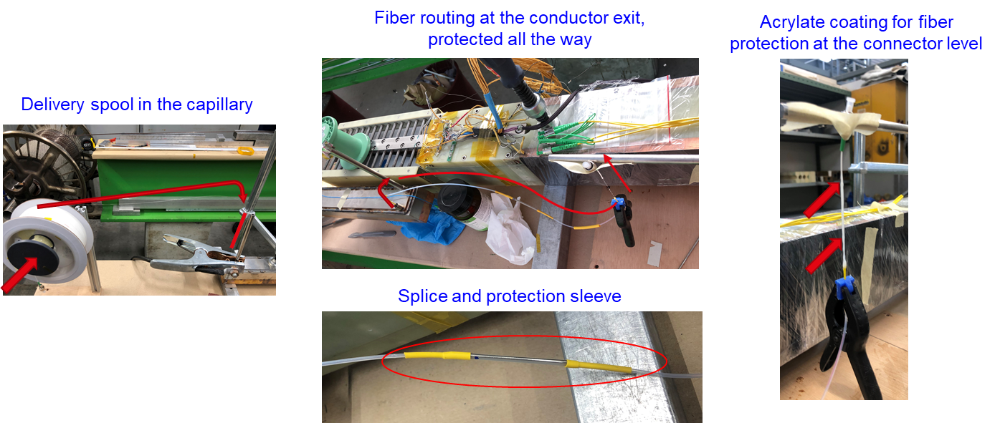 Delivery spool in the capillary
Fiber routing at the conductor exit,
protected all the way
Splice and protection sleeve
Acrylate coating for fiber
protection at the connector level